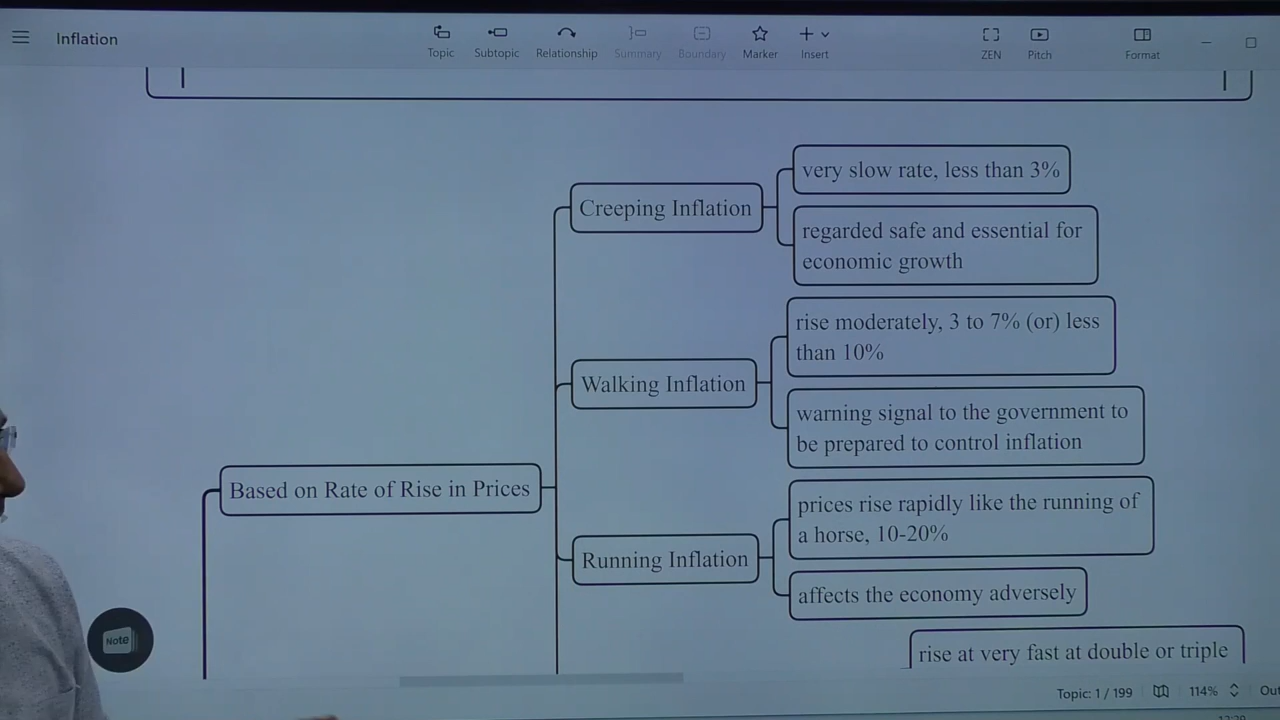 Inflation
Topic
Subtopic
Relationship
Summary
Boundary
Marker
Insert
ZEN
Pitch
Format
very slow rate, less than 3%
Creeping Inflation
regarded safe and essential for
economic growth
rise moderately, 3 to 7% (or) less
than 10%
Walking Inflation
warning signal to the government to
be prepared to control inflation
Based on Rate of Rise in Prices
prices rise rapidly like the running of
a horse, 10-20%
Running Inflation
affects the economy adversely
Note
rise at very fast at double or triple
Topic: 1 / 199
114%
Out